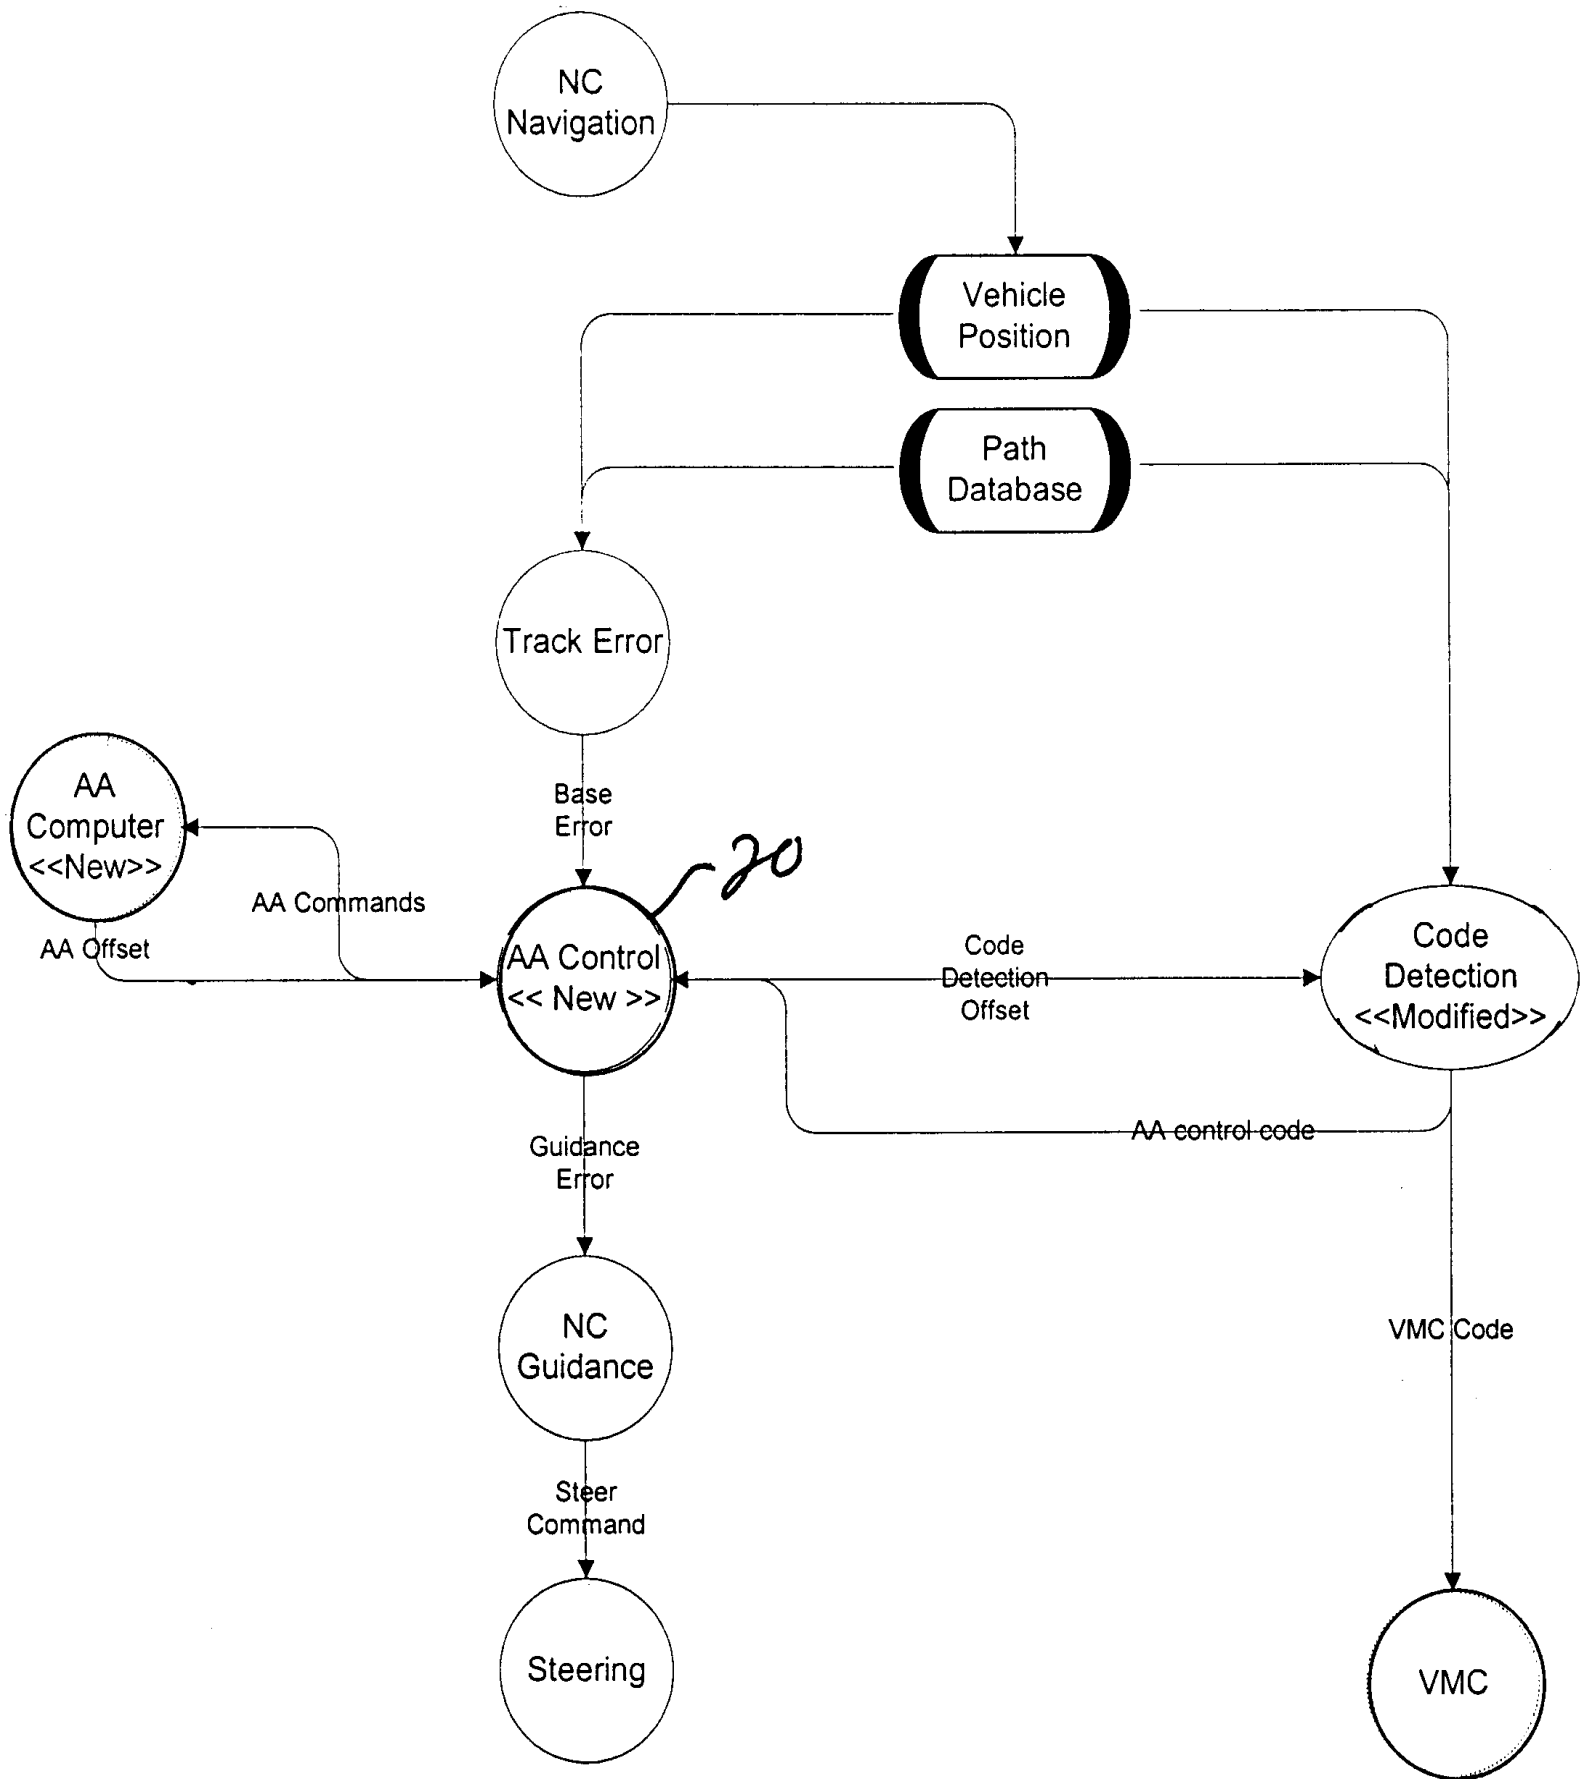 NC
Navigation
Vehicle
Position
Path
Database
Track Error
Base
Error
20
AA
Computer
<<New>>
AA Commands
AA Offset
AA Control
<< New >>
Code
Detection
Offset
Code
Detection
<<Modified>>
AA control code
Guidance
Error
NC
Guidance
VMC Code
Steer
Command
Steering
VMC